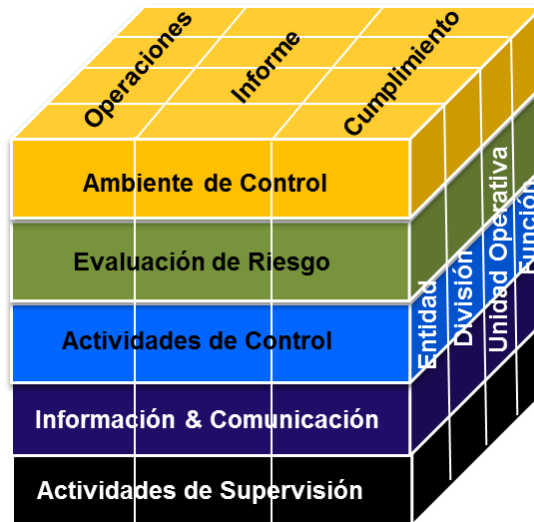 Operaciones
Informe
Cumplimiento
Ambiente de Control
Evaluación de Riesgo
Actividades de Control
Información & Comunicación
Actividades de Supervisión
Entidad
División
Unidad Operativa
Función